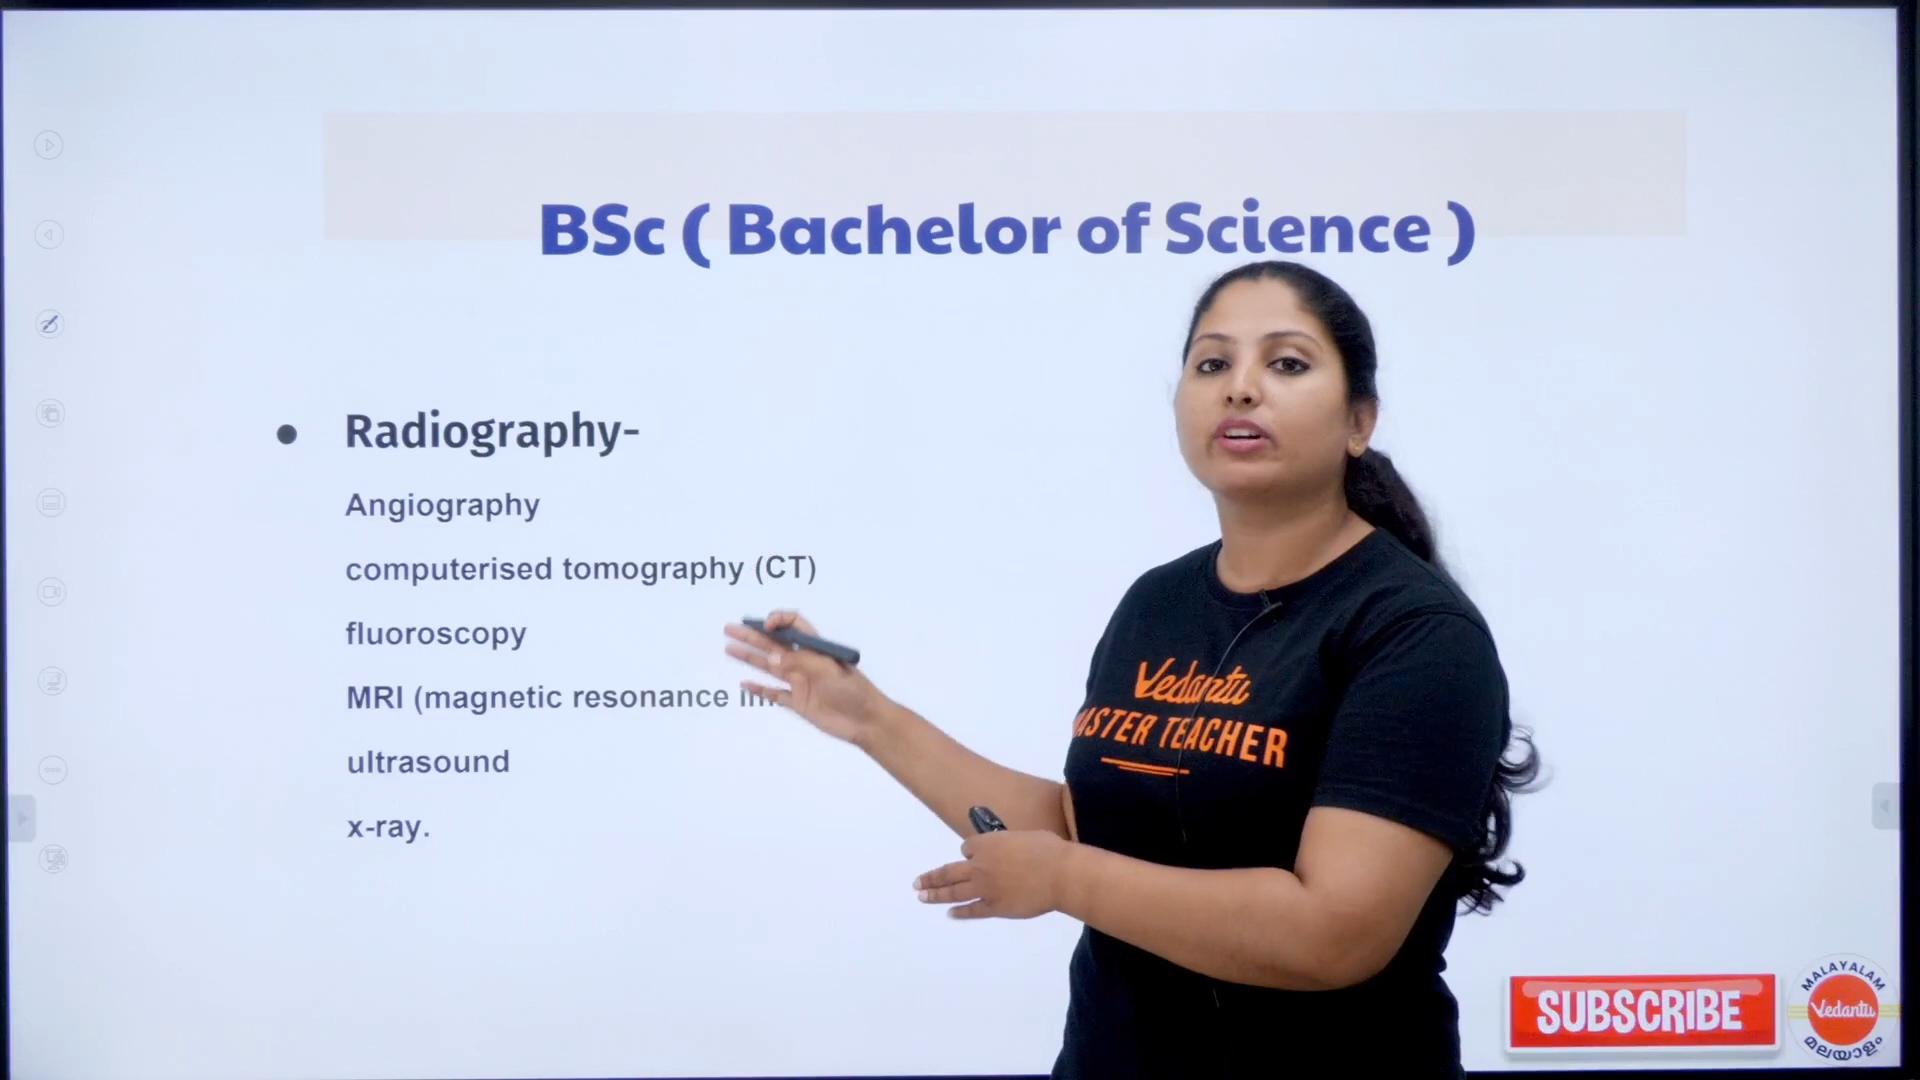 BSc ( Bachelor of Science )
● Radiography-
Angiography
computerised tomography (CT)
fluoroscopy
MRI (magnetic resonance
ultrasound
x-ray.
Vedantu
MASTER TEACHER
SUBSCRIBE
MALAYALAM
Vedantu
മലയാളം